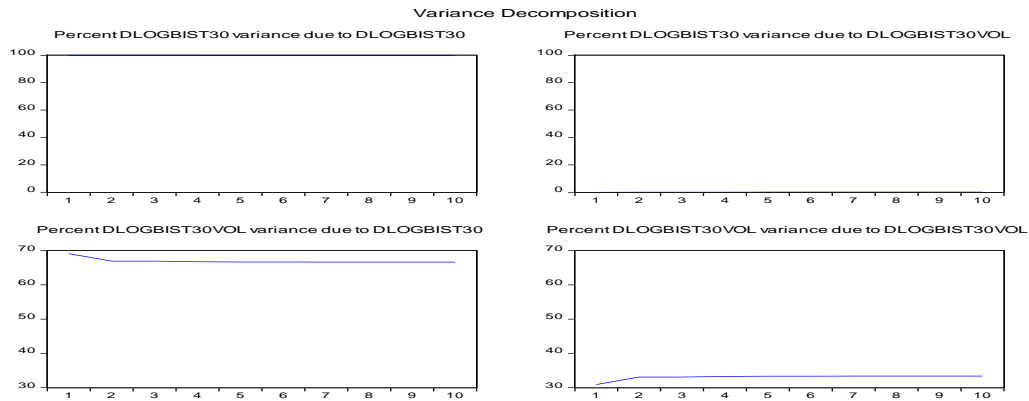 Variance Decomposition
Percent DLOGBIST30 variance due to DLOGBIST30
100
80
60
40
20
0
1 2 3 4 5 6 7 8 9 10
Percent DLOGBIST30 variance due to DLOGBIST30VOL
100
80
60
40
20
0
1 2 3 4 5 6 7 8 9 10
Percent DLOGBIST30VOL variance due to DLOGBIST30
70
60
50
40
30
1 2 3 4 5 6 7 8 9 10
Percent DLOGBIST30VOL variance due to DLOGBIST30VOL
70
60
50
40
30
1 2 3 4 5 6 7 8 9 10